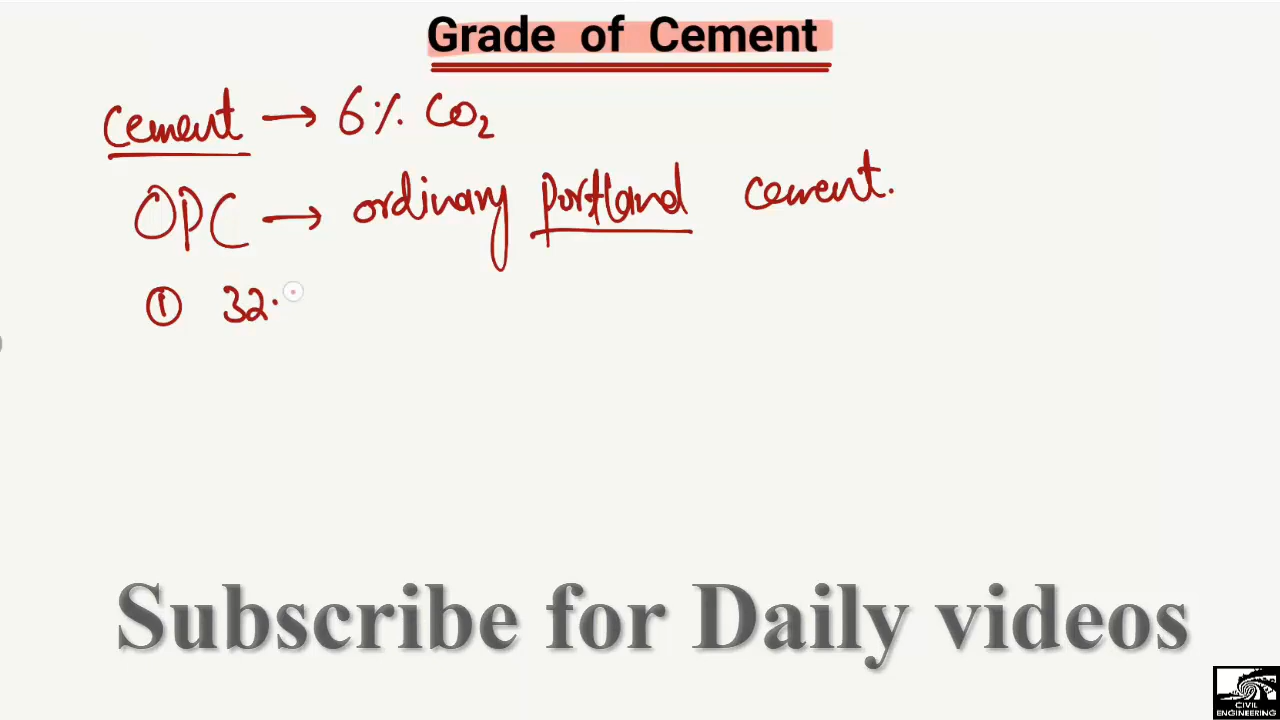 Grade of Cement
Cement → 6% CO2
OPC → ordinary portland cement.
① 32.
Subscribe for Daily videos
CIVIL
ENGINEERING